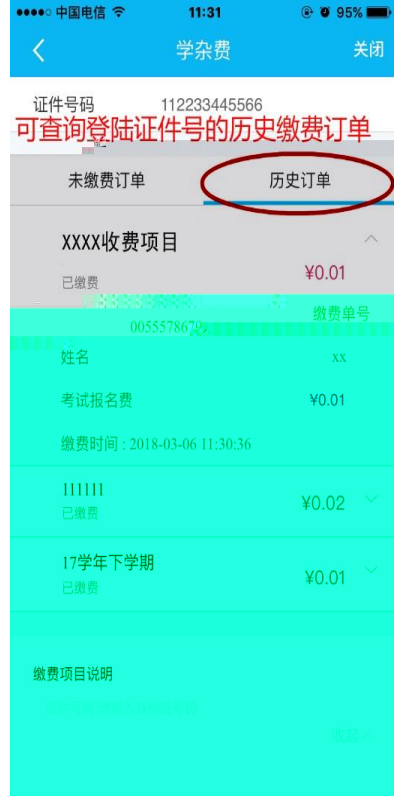 中国电信 11:31 95%
学杂费 关闭
证件号码 112233445566
可查询登陆证件号的历史缴费订单
未缴费订单 历史订单
XXXX收费项目
已缴费 ¥0.01
缴费单号
姓名 xx
考试报名费 ¥0.01
缴费时间 : 2018-03-06 11:30:36
111111
已缴费 ¥0.02
17学年下学期
已缴费 ¥0.01
缴费项目说明
收起